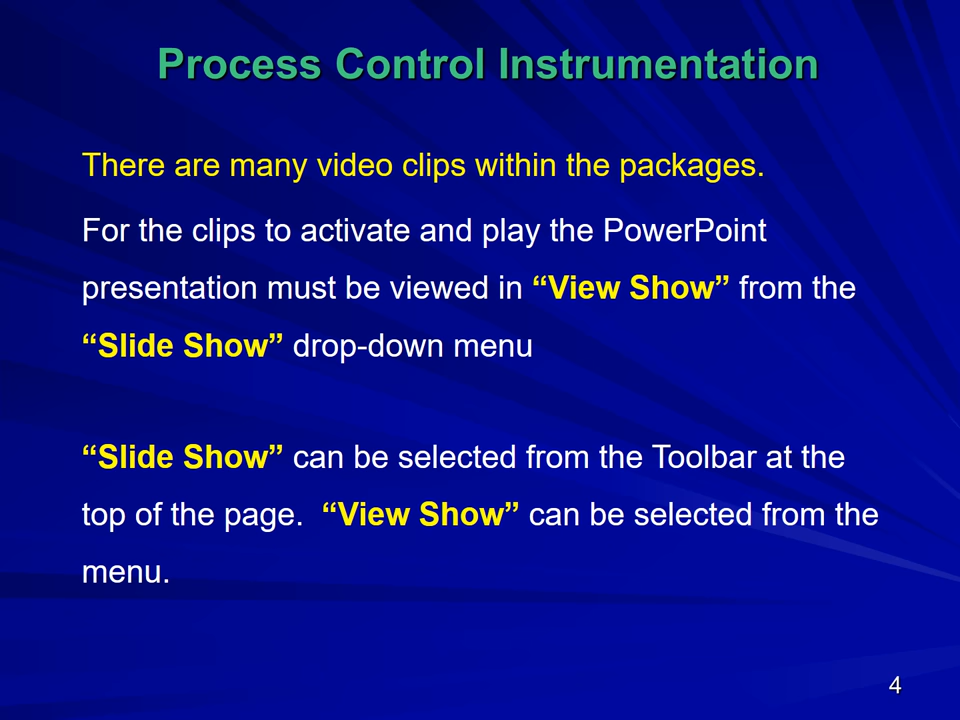 Process Control Instrumentation
There are many video clips within the packages.
For the clips to activate and play the PowerPoint
presentation must be viewed in “View Show” from the
“Slide Show” drop-down menu
“Slide Show” can be selected from the Toolbar at the
top of the page.  “View Show” can be selected from the
menu.
4